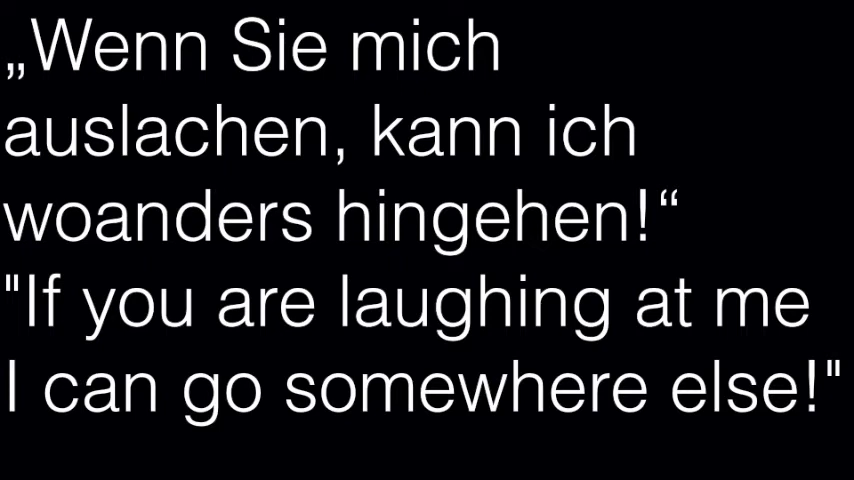 „Wenn Sie mich
auslachen, kann ich
woanders hingehen!“
"If you are laughing at me
I can go somewhere else!"